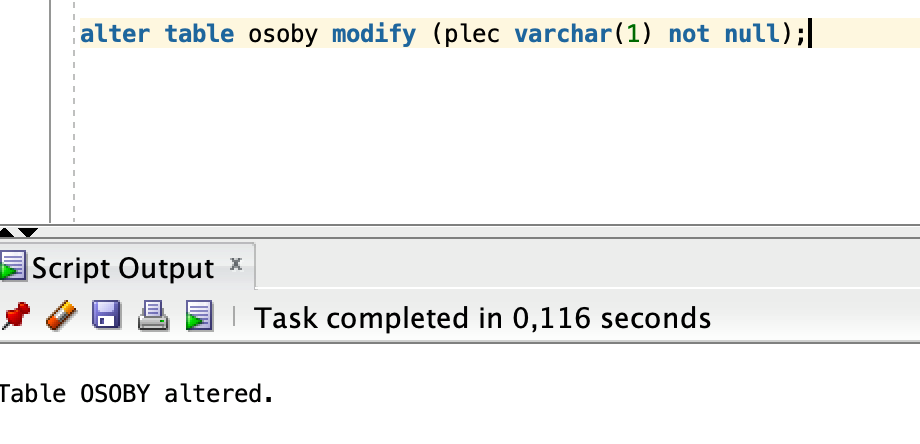 alter table osoby modify (plec varchar(1) not null);
Script Output x
Task completed in 0,116 seconds
Table OSOBY altered.